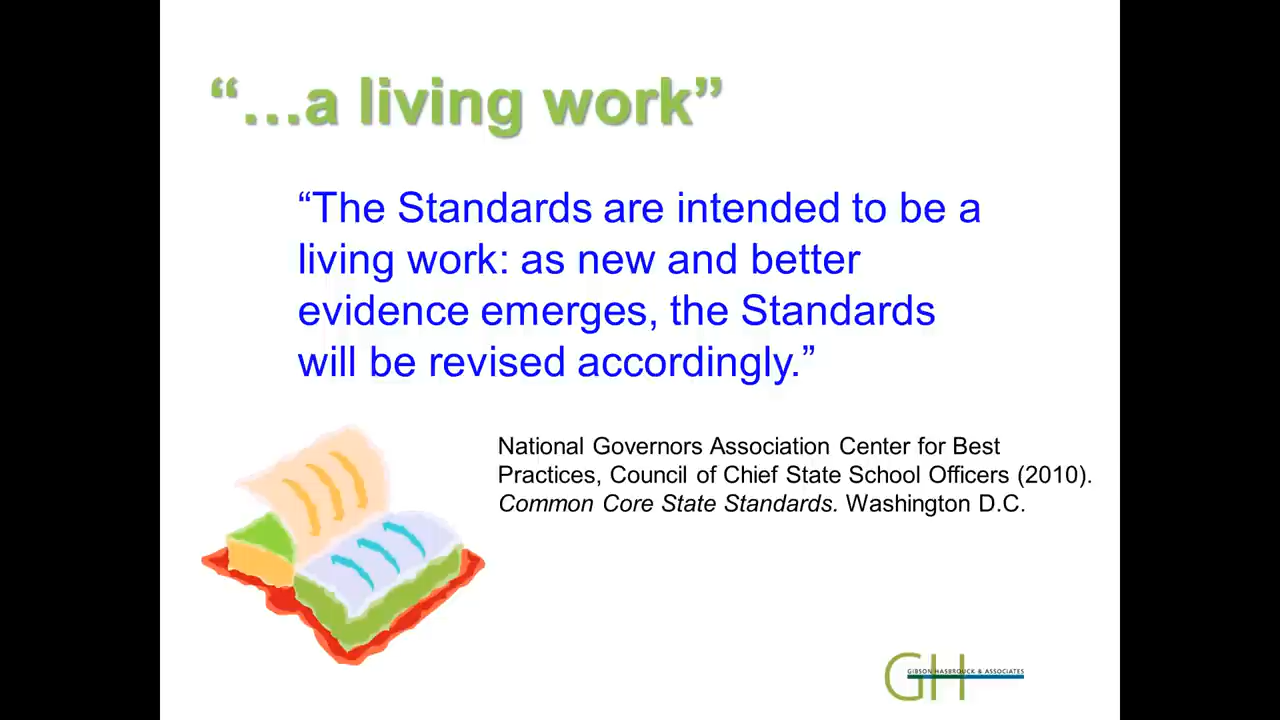 “…a living work”
“The Standards are intended to be a
living work: as new and better
evidence emerges, the Standards
will be revised accordingly.”
National Governors Association Center for Best
Practices, Council of Chief State School Officers (2010).
Common Core State Standards. Washington D.C.
GH
GIBSON HASBROUCK & ASSOCIATES